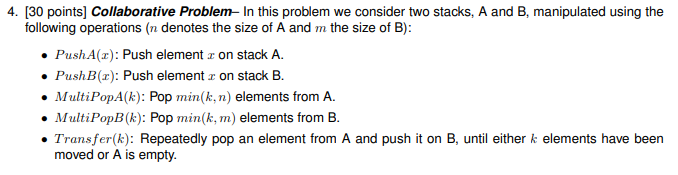 4. [30 points] Collaborative Problem– In this problem we consider two stacks, A and B, manipulated using the
following operations (n denotes the size of A and m the size of B):
• PushA(x): Push element x on stack A.
• PushB(x): Push element x on stack B.
• MultiPopA(k): Pop min(k, n) elements from A.
• MultiPopB(k): Pop min(k, m) elements from B.
• Transfer(k): Repeatedly pop an element from A and push it on B, until either k elements have been
moved or A is empty.